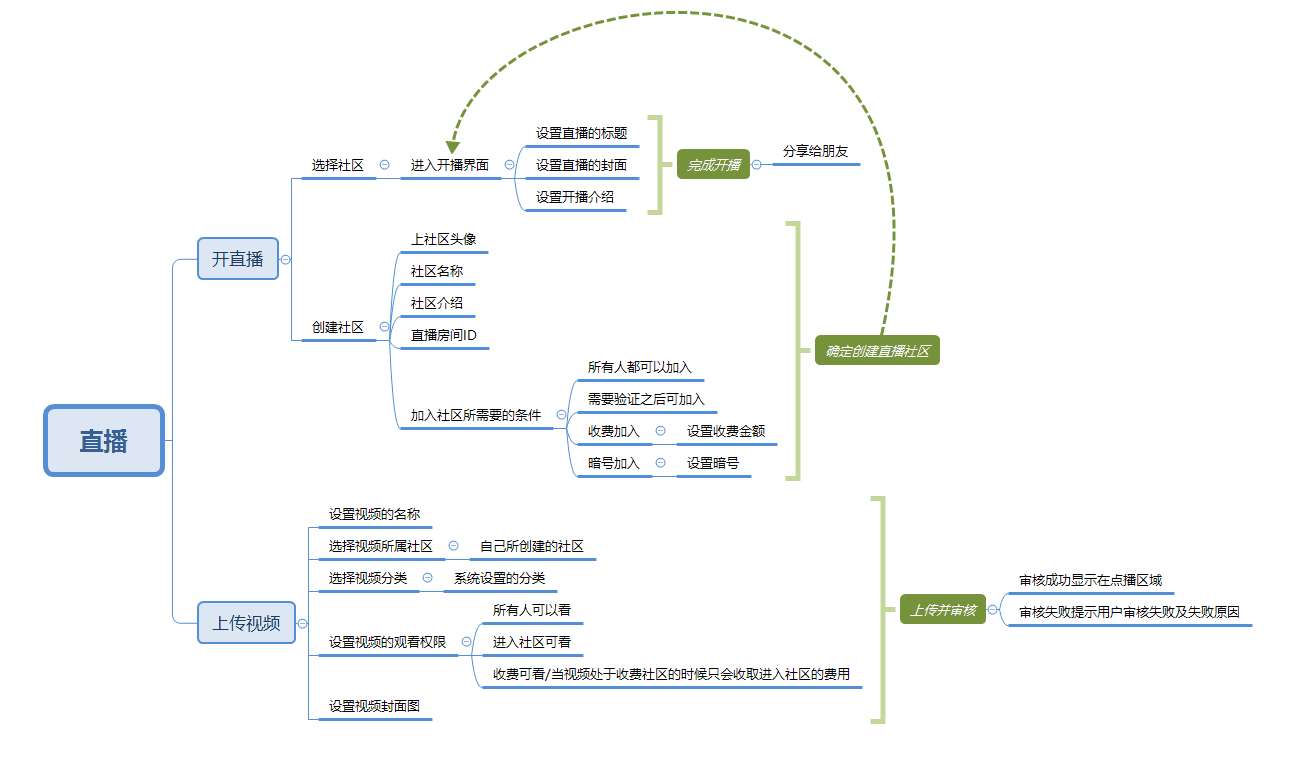 直播
开直播
选择社区
进入开播界面
设置直播的标题
设置直播的封面
设置开播介绍
完成开播
分享给朋友
创建社区
上社区头像
社区名称
社区介绍
直播房间ID
加入社区所需要的条件
所有人都可以加入
需要验证之后可加入
收费加入
设置收费金额
暗号加入
设置暗号
确定创建直播社区
上传视频
设置视频的名称
选择视频所属社区
自己所创建的社区
选择视频分类
系统设置的分类
设置视频的观看权限
所有人可以看
进入社区可看
收费可看/当视频处于收费社区的时候只会收取进入社区的费用
设置视频封面图
上传并审核
审核成功显示在点播区域
审核失败提示用户审核失败及失败原因